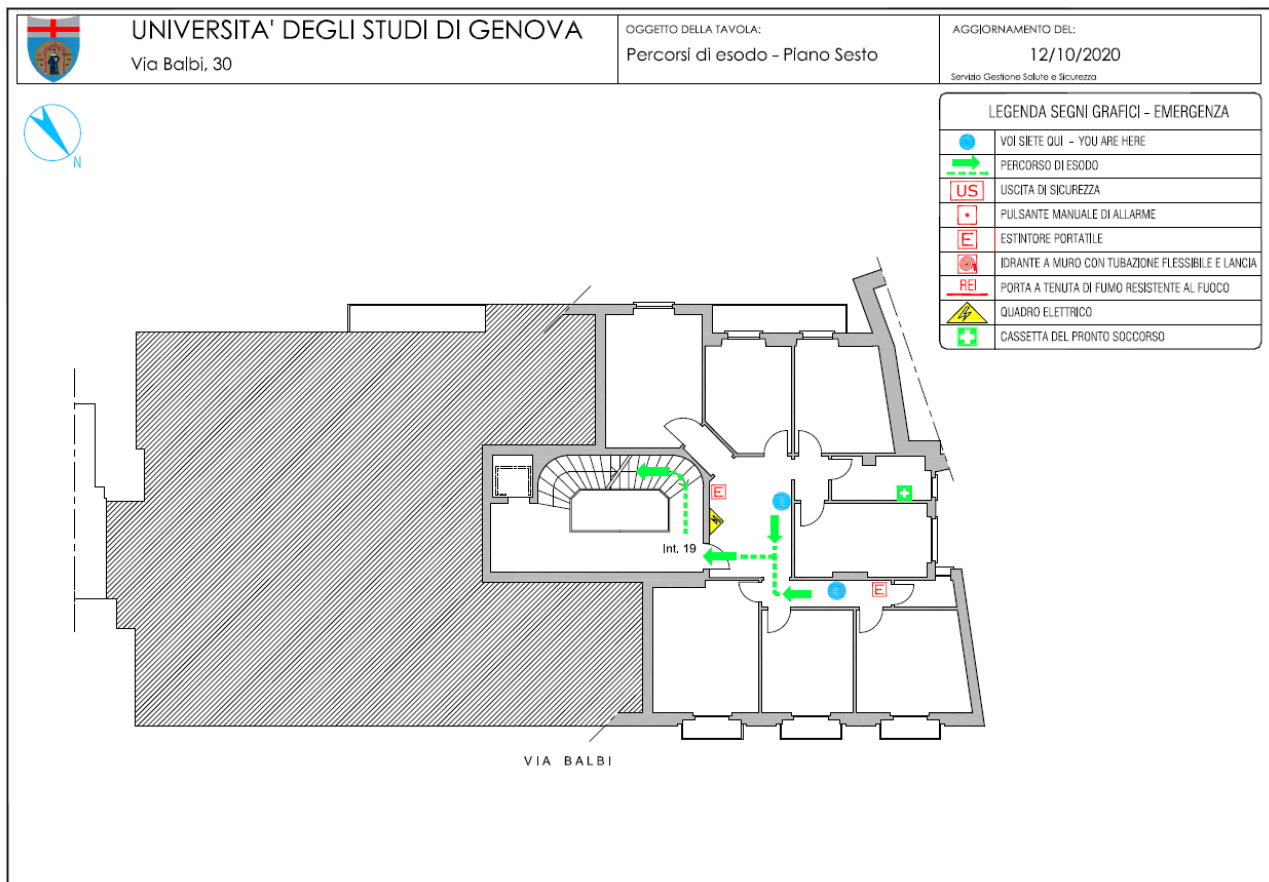 UNIVERSITA' DEGLI STUDI DI GENOVA
Via Balbi, 30
OGGETTO DELLA TAVOLA:
Percorsi di esodo - Piano Sesto
AGGIORNAMENTO DEL:
12/10/2020
Servizio Gestione Salute e Sicurezza
N
LEGENDA SEGNI GRAFICI - EMERGENZA
VOI SIETE QUI - YOU ARE HERE
PERCORSO DI ESODO
US USCITA DI SICUREZZA
PULSANTE MANUALE DI ALLARME
E ESTINTORE PORTATILE
IDRANTE A MURO CON TUBAZIONE FLESSIBILE E LANCIA
REI PORTA A TENUTA DI FUMO RESISTENTE AL FUOCO
QUADRO ELETTRICO
CASSETTA DEL PRONTO SOCCORSO
E
Int. 19
E
VIA BALBI